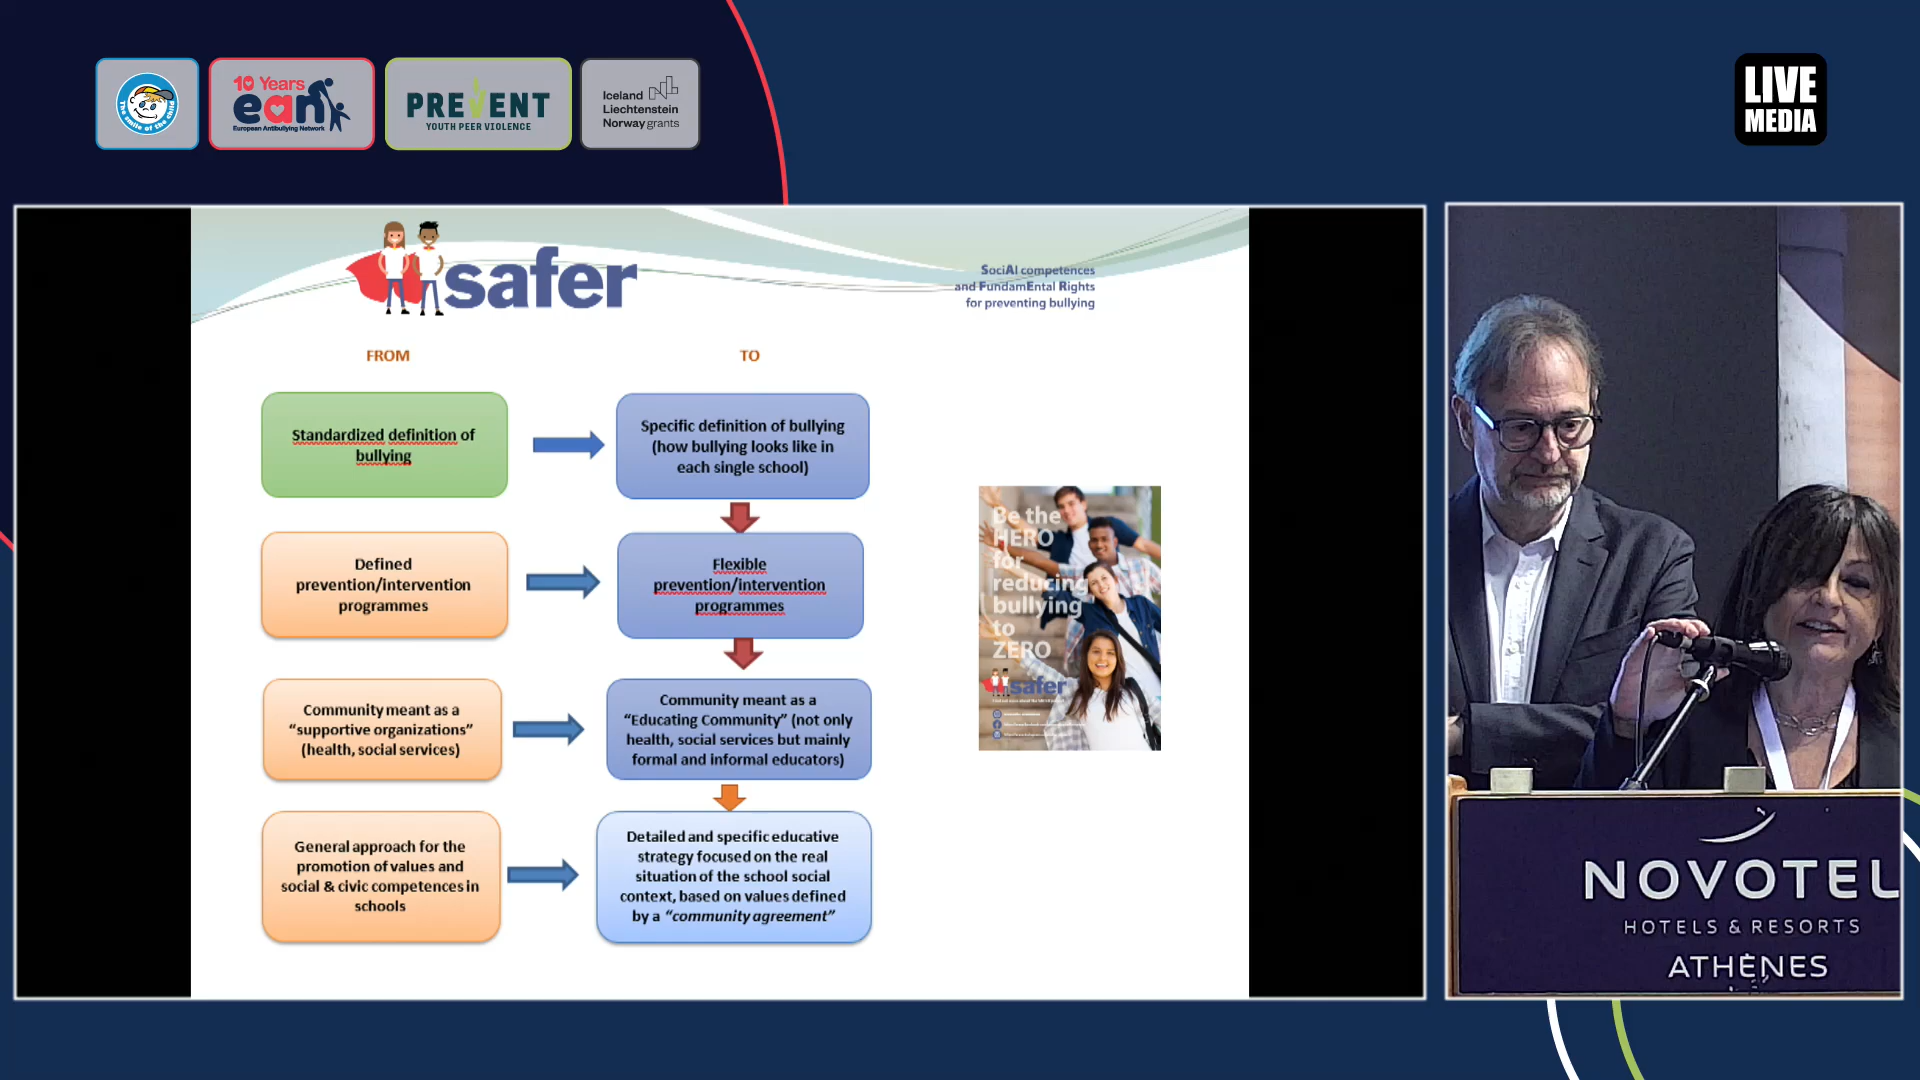 The smile of the child
10 Years
ean
European Antibullying Network
PREVENT
YOUTH PEER VIOLENCE
Iceland
Liechtenstein
Norway grants
LIVE
MEDIA
safer
SociAl competences
and FundamEntal Rights
for preventing bullying
FROM
TO
Standardized definition of
bullying
Specific definition of bullying
(how bullying looks like in
each single school)
Defined
prevention/intervention
programmes
Flexible
prevention/intervention
programmes
Community meant as a
“supportive organizations”
(health, social services)
Community meant as a
“Educating Community” (not only
health, social services but mainly
formal and informal educators)
General approach for the
promotion of values and
social & civic competences in
schools
Detailed and specific educative
strategy focused on the real
situation of the school social
context, based on values defined
by a “community agreement”
Be the
HERO
for
reducing
bullying
to
ZERO
safer
NOVOTEL
HOTELS & RESORTS
ATHÈNES